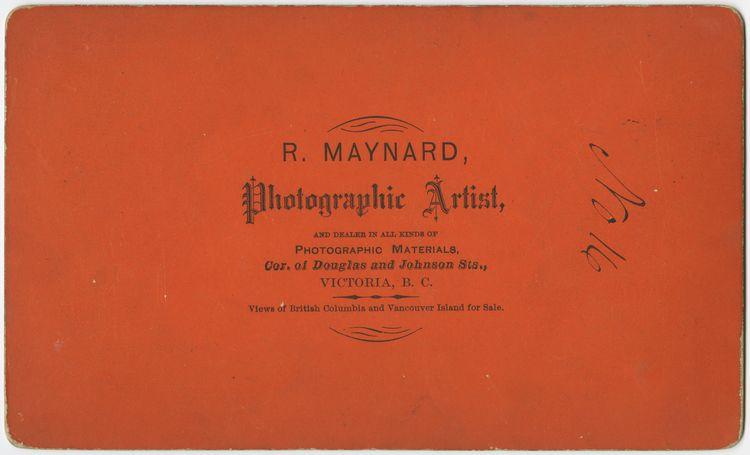 R. MAYNARD,
Photographic Artist,
AND DEALER IN ALL KINDS OF
PHOTOGRAPHIC MATERIALS,
Cor. of Douglas and Johnson Sts.,
VICTORIA, B. C.
Views of British Columbia and Vancouver Island for Sale.
No 16